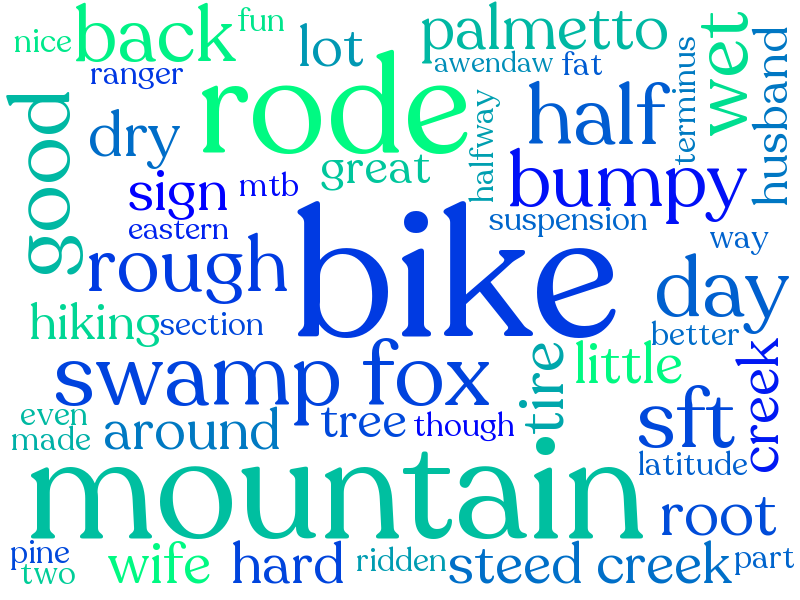 nice
back
fun
lot
palmetto
wet
husband
ranger
awendaw
fat
terminus
good
dry
rode
half
halfway
great
sign
mtb
bumpy
eastern
suspension
way
rough
bike
day
hiking
section
better
swamp fox
tire
little
creek
even
made
around
tree
though
sft
latitude
mountain
root
pine
two
wife
hard
ridden
steed creek
part